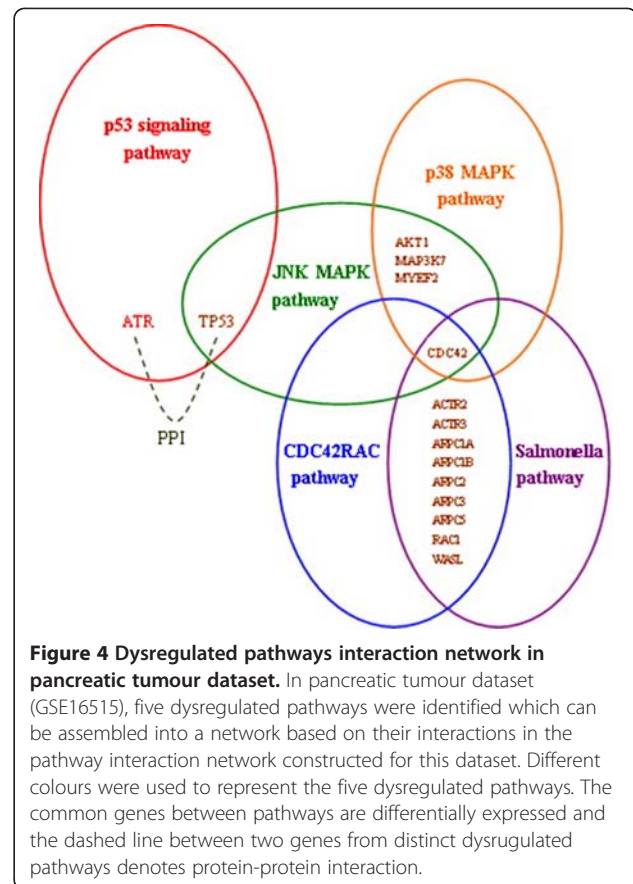 p53 signaling
pathway
p38 MAPK
pathway
AKT1
MAP3K7
MYEF2
JNK MAPK
pathway
ATR
TP53
CDC42
PPI
ACTR2
ACTR3
ARPC1A
ARPC1B
ARPC2
ARPC3
ARPC5
RAC1
WASL
CDC42RAC
pathway
Salmonella
pathway
Figure 4 Dysregulated pathways interaction network in
pancreatic tumour dataset. In pancreatic tumour dataset
(GSE16515), five dysregulated pathways were identified which can
be assembled into a network based on their interactions in the
pathway interaction network constructed for this dataset. Different
colours were used to represent the five dysregulated pathways. The
common genes between pathways are differentially expressed and
the dashed line between two genes from distinct dysrugulated
pathways denotes protein-protein interaction.